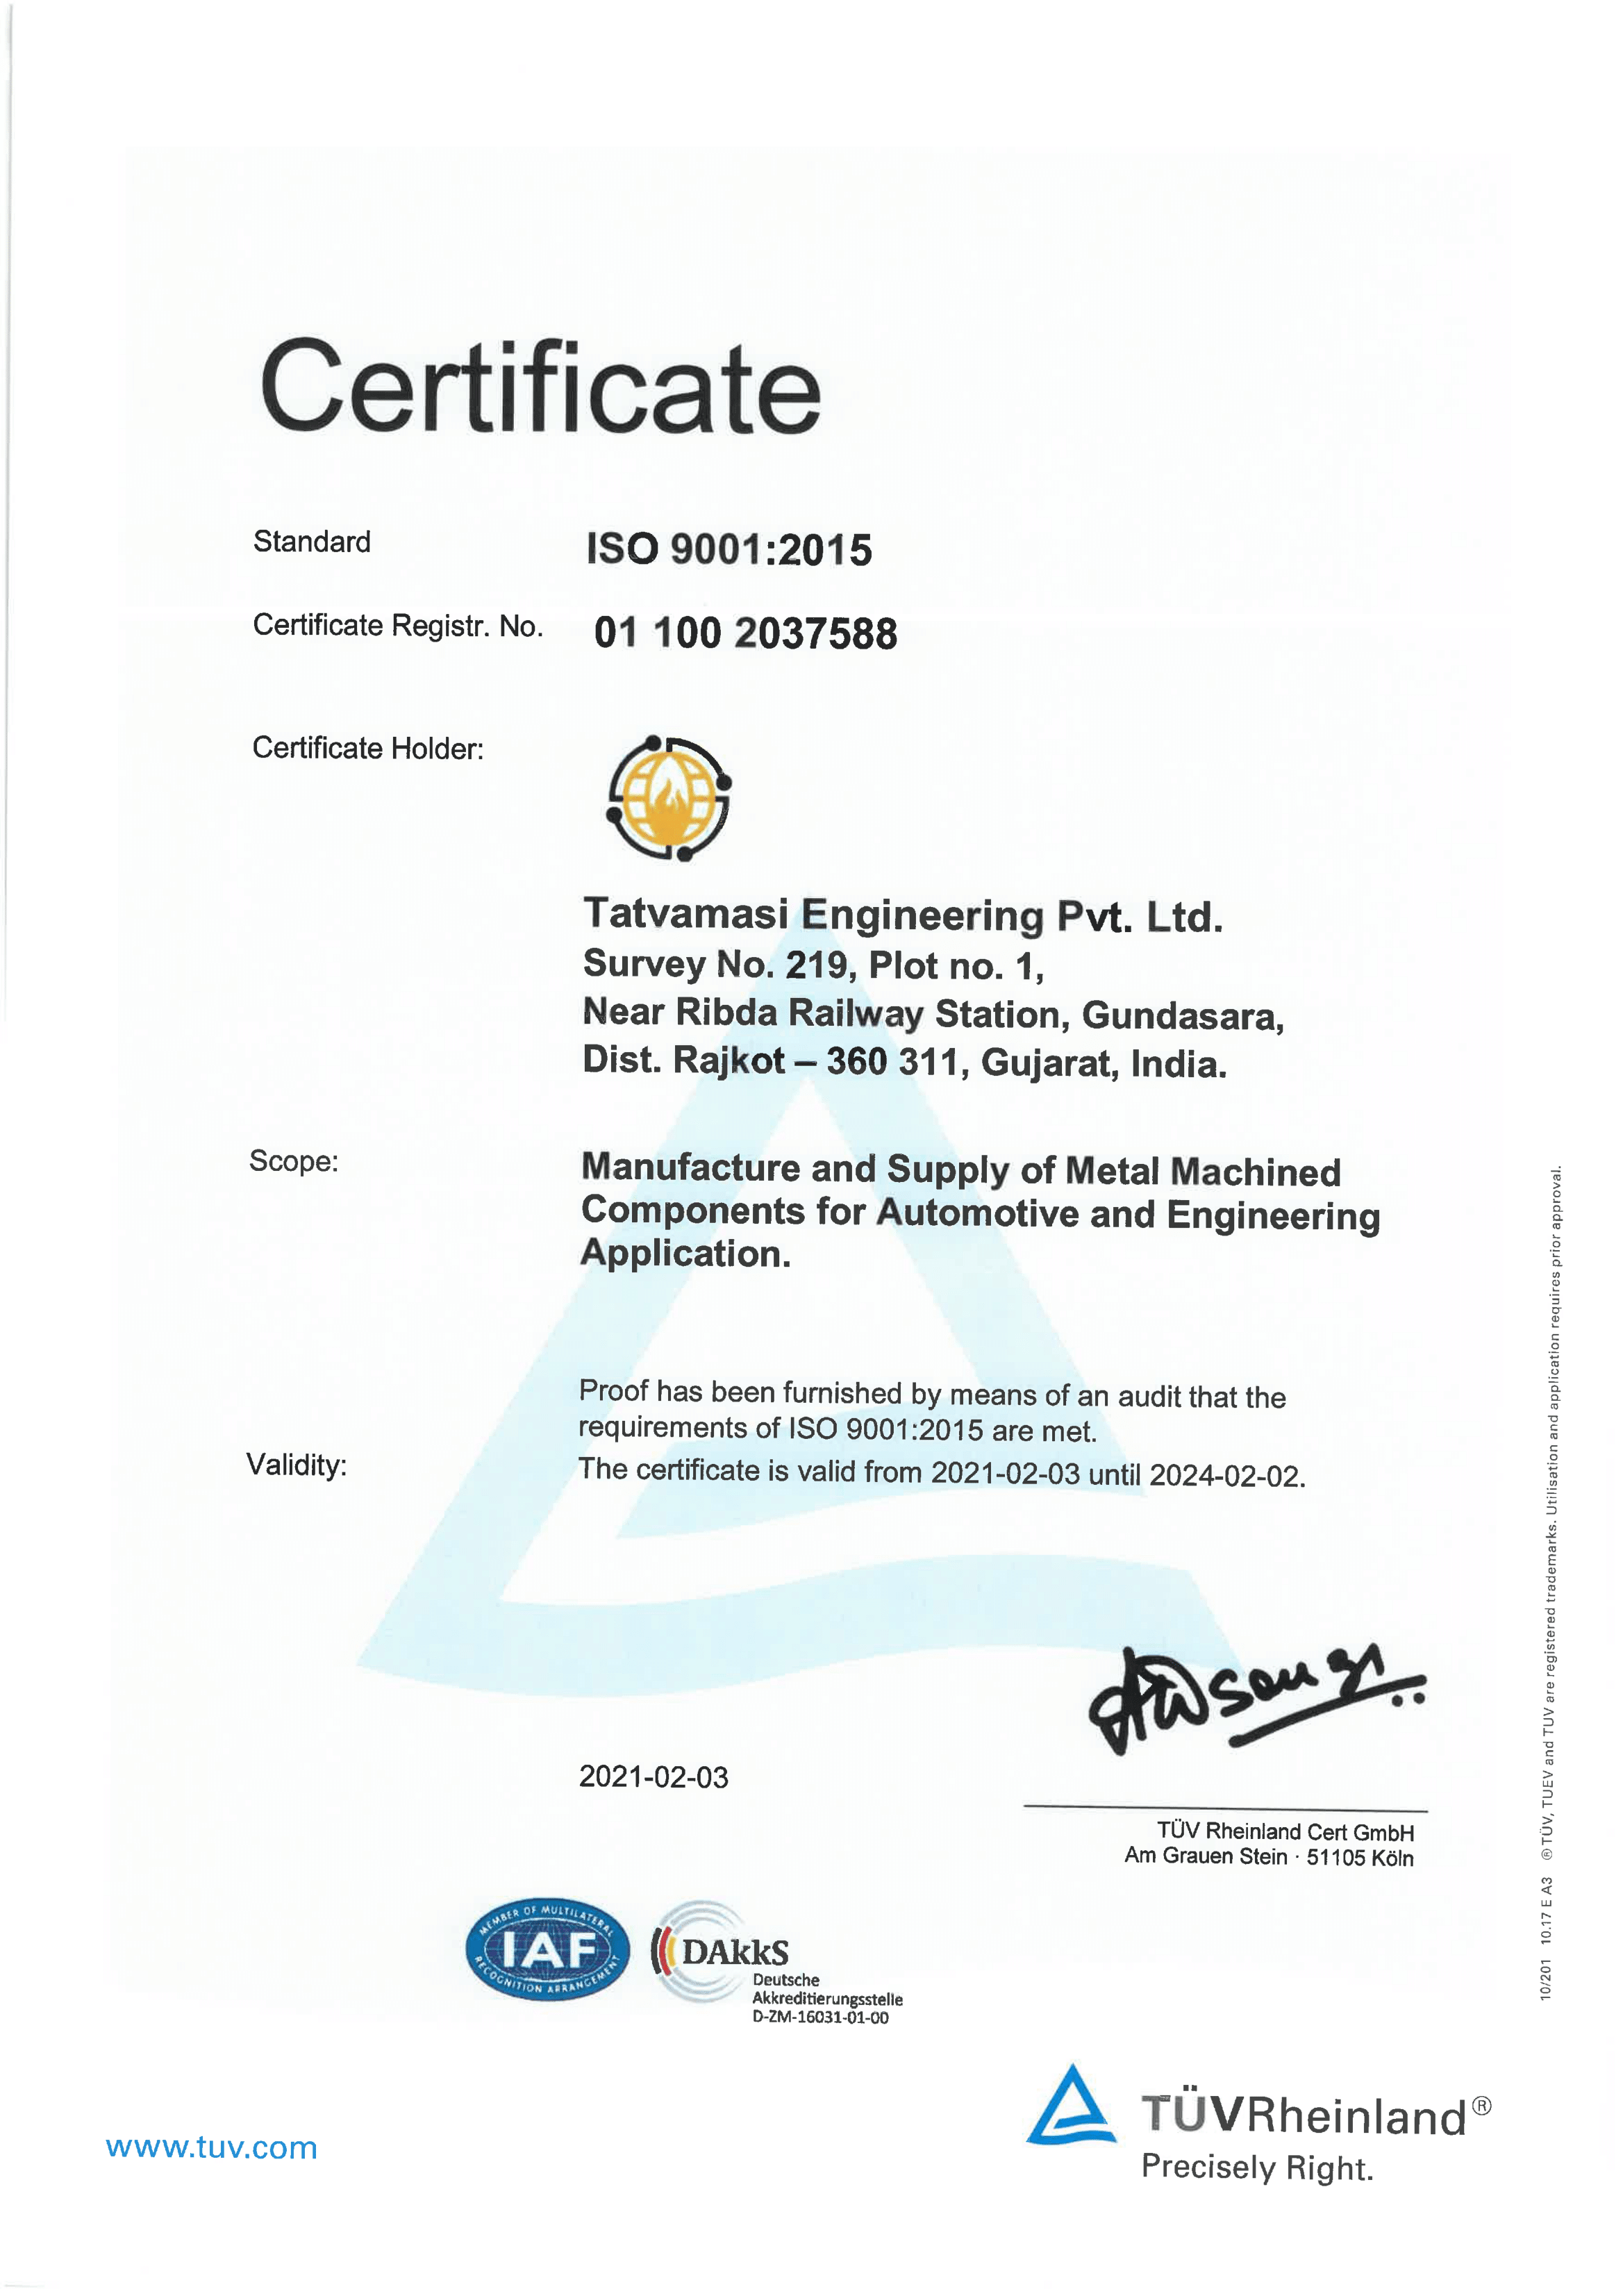 Certificate
Standard ISO 9001:2015
Certificate Registr. No. 01 100 2037588
Certificate Holder:
Tatvamasi Engineering Pvt. Ltd.
Survey No. 219, Plot no. 1,
Near Ribda Railway Station, Gundasara,
Dist. Rajkot – 360 311, Gujarat, India.
Scope: Manufacture and Supply of Metal Machined
Components for Automotive and Engineering
Application.
Proof has been furnished by means of an audit that the
requirements of ISO 9001:2015 are met.
Validity: The certificate is valid from 2021-02-03 until 2024-02-02.
2021-02-03
TÜV Rheinland Cert GmbH
Am Grauen Stein · 51105 Köln
MEMBER OF MULTILATERAL
IAF
RECOGNITION ARRANGEMENT
DAkkS
Deutsche
Akkreditierungsstelle
D-ZM-16031-01-00
www.tuv.com
TÜVRheinland®
Precisely Right.
10/201 10.17 E A3 ® TÜV, TUEV and TUV are registered trademarks. Utilisation and application requires prior approval.